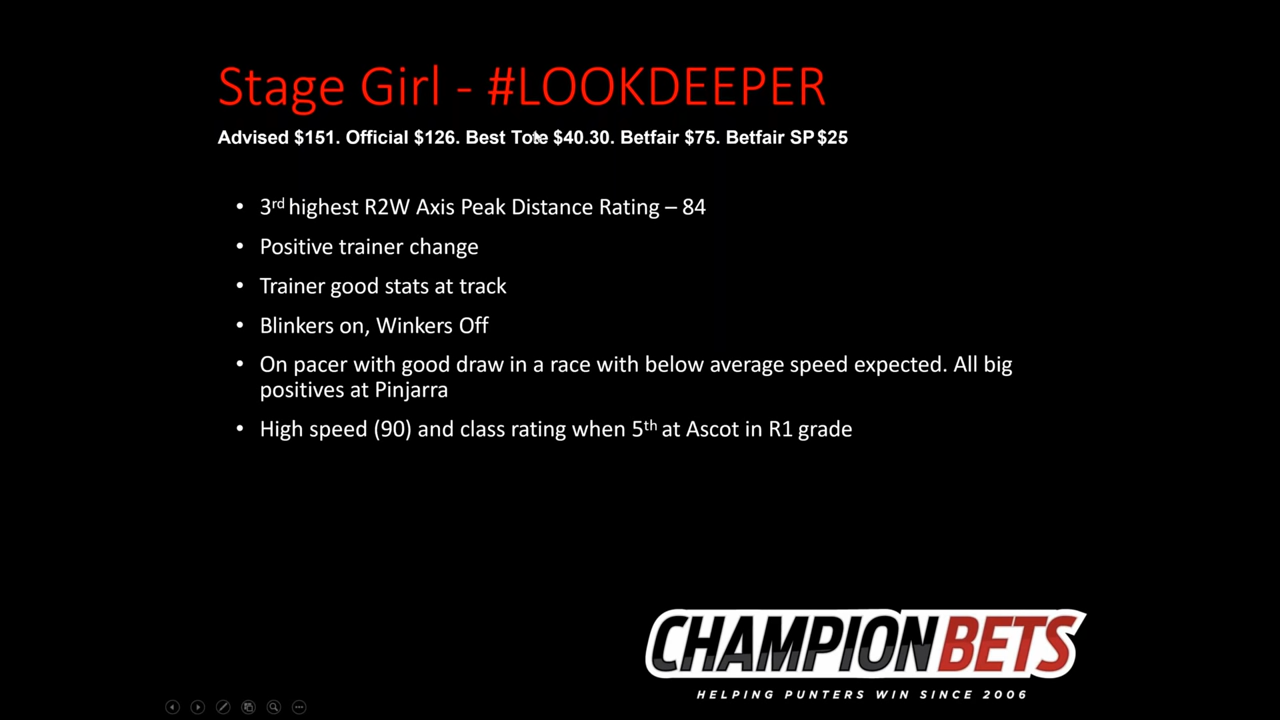 Stage Girl - #LOOKDEEPER
Advised $151. Official $126. Best Tote $40.30. Betfair $75. Betfair SP $25
• 3rd highest R2W Axis Peak Distance Rating – 84
• Positive trainer change
• Trainer good stats at track
• Blinkers on, Winkers Off
• On pacer with good draw in a race with below average speed expected. All big
positives at Pinjarra
• High speed (90) and class rating when 5th at Ascot in R1 grade
CHAMPIONBETS
HELPING PUNTERS WIN SINCE 2006